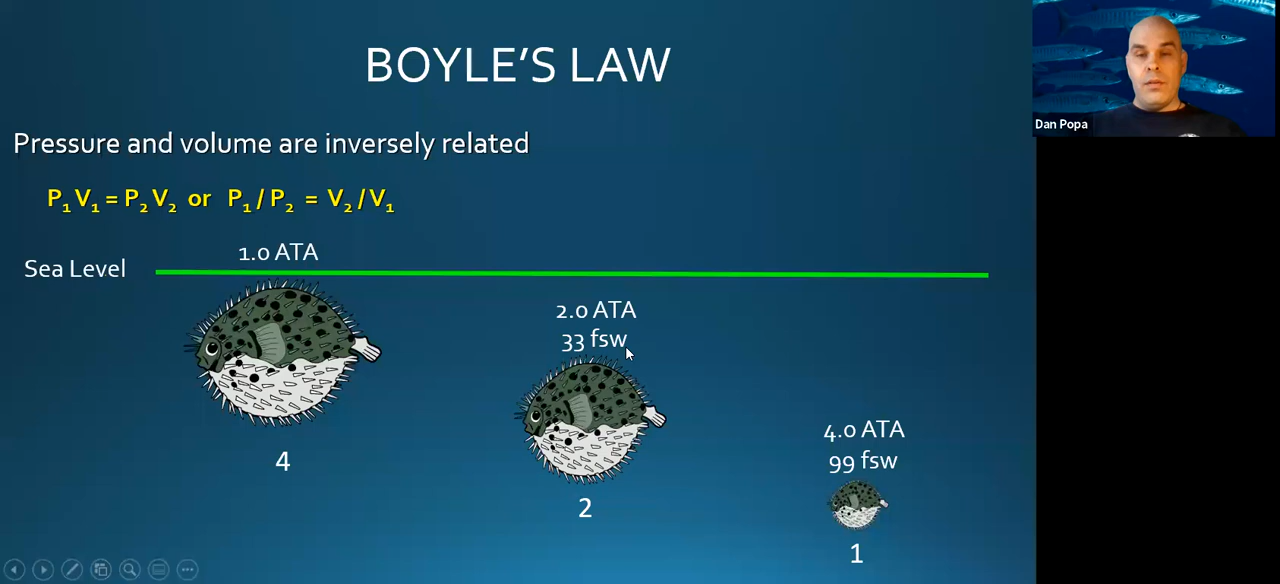 BOYLE'S LAW
Dan Popa
Pressure and volume are inversely related
P₁V₁ = P₂V₂ or P₁ / P₂ = V₂ / V₁
1.0 ATA
Sea Level
2.0 ATA
33 fsw
4.0 ATA
99 fsw
4
2
1